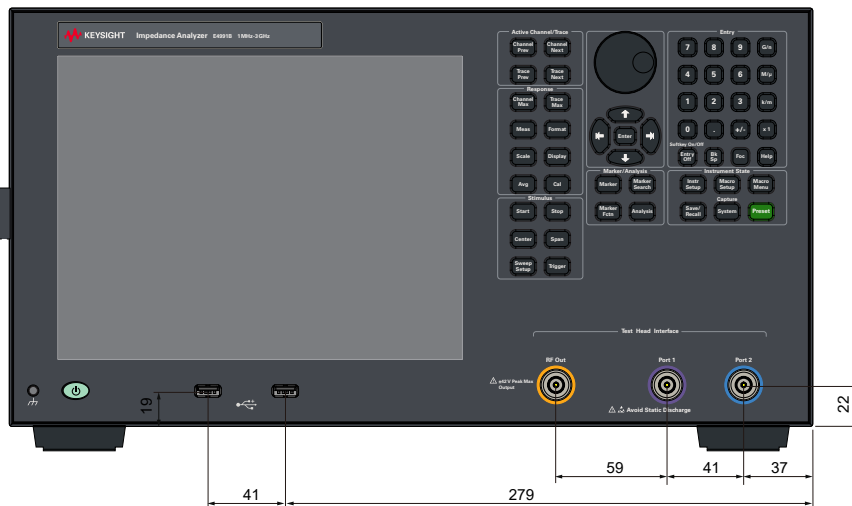 KEYSIGHT Impedance Analyzer E4991B 1 MHz-3 GHz
Active Channel/Trace
Channel Prev
Channel Next
Trace Prev
Trace Next
Response
Channel Max
Trace Max
Meas
Format
Scale
Display
Avg
Cal
Stimulus
Start
Stop
Center
Span
Sweep Setup
Trigger
Enter
Marker/Analysis
Marker
Marker Search
Marker Fctn
Analysis
Entry
7 8 9 G/n
4 5 6 M/μ
1 2 3 k/m
0 . +/- x 1
Softkey On/Off
Entry Off
Bk Sp
Foc
Help
Instrument State
Instr Setup
Macro Setup
Macro Menu
Capture
Save/ Recall
System
Preset
Test Head Interface
RF Out
Port 1
Port 2
±42 V Peak Max
Output
Avoid Static Discharge
19
22
59
41
37
41
279